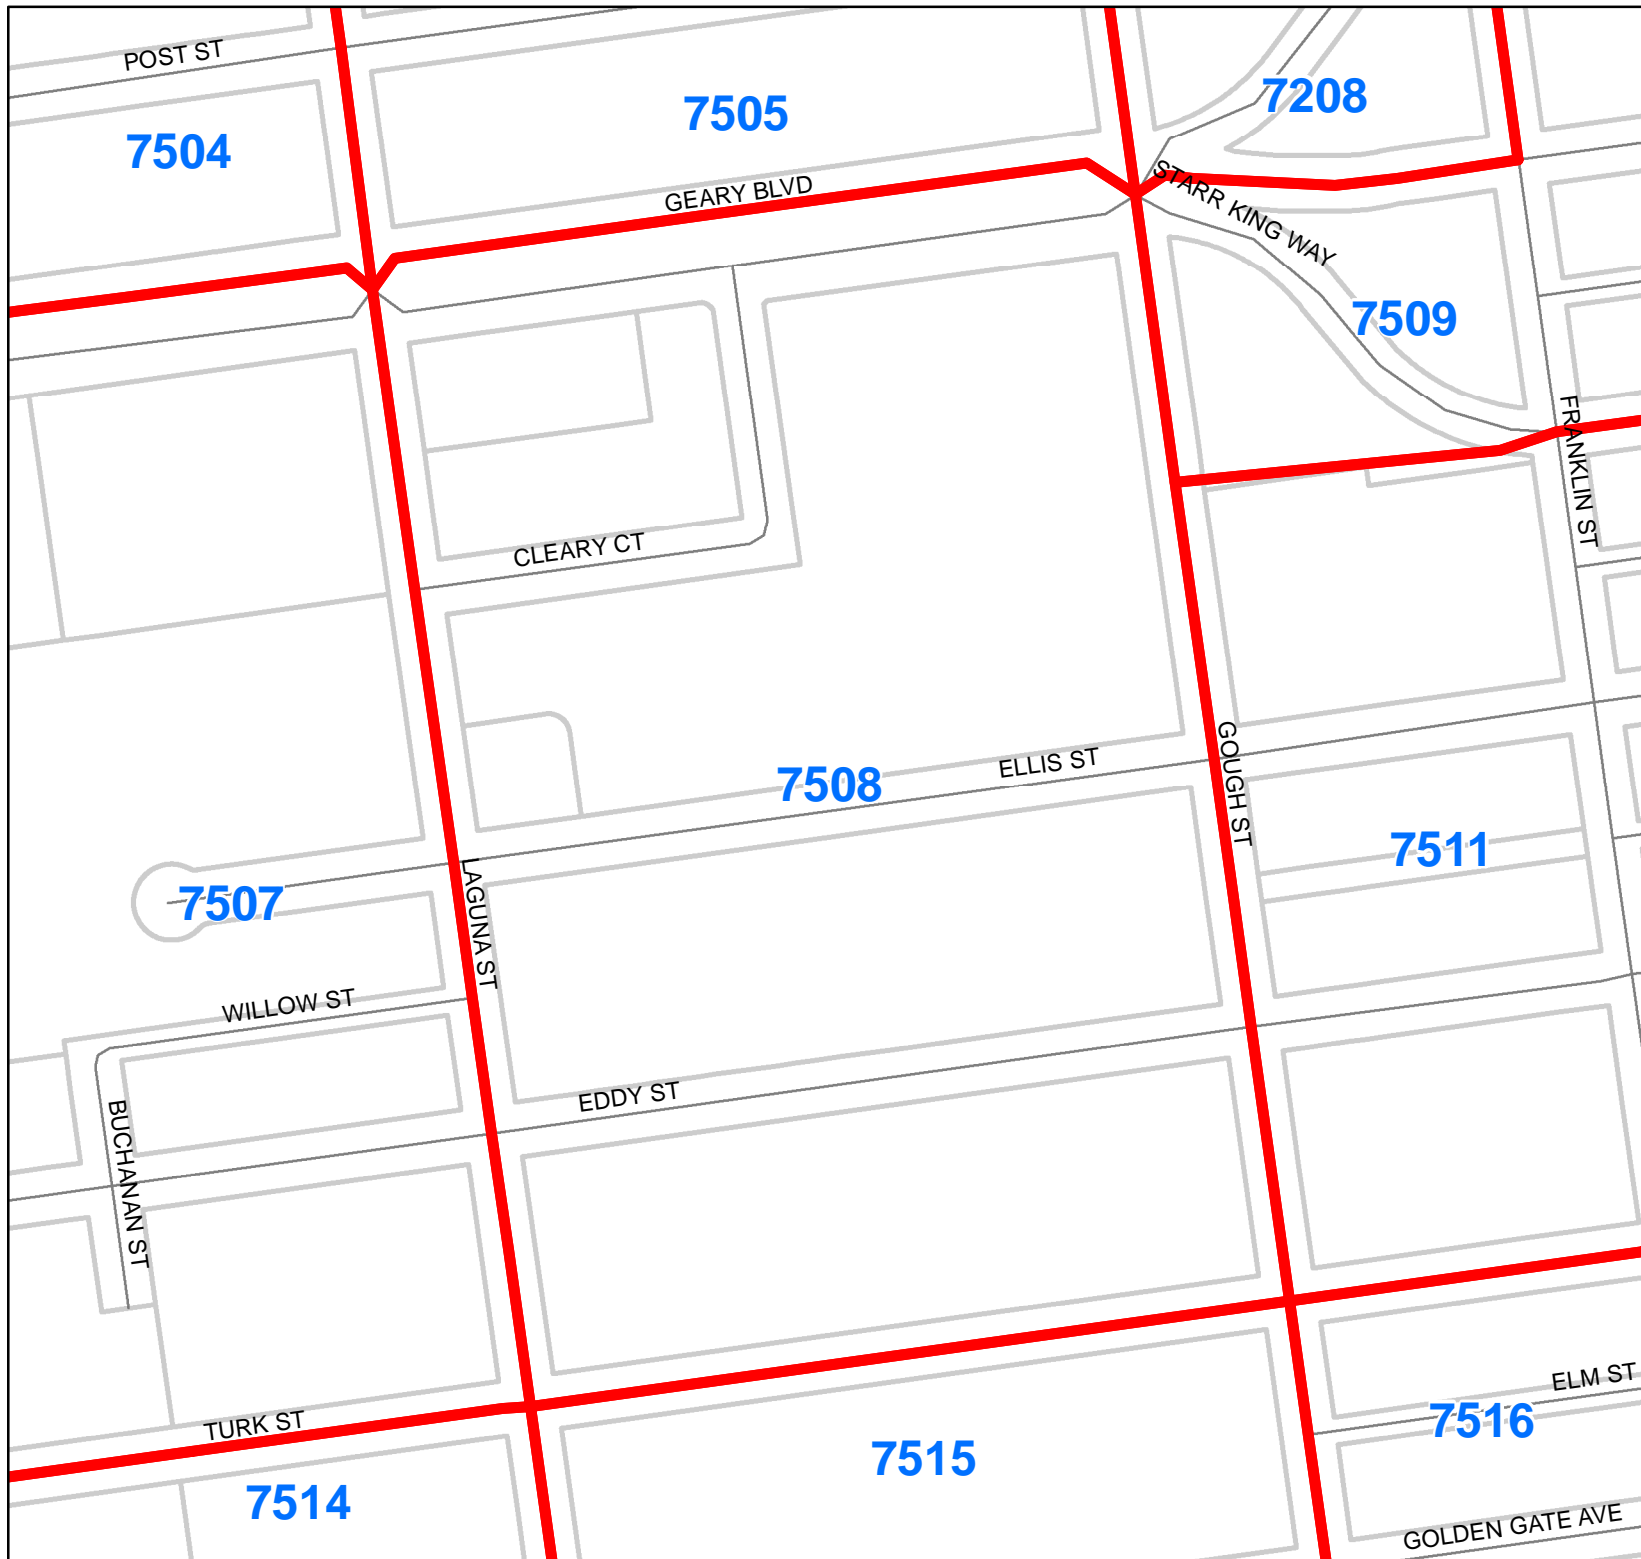 POST ST
7504
7505
7208
GEARY BLVD
STARR KING WAY
7509
FRANKLIN ST
CLEARY CT
7508
ELLIS ST
GOUGH ST
7511
7507
LAGUNA ST
WILLOW ST
EDDY ST
BUCHANAN ST
TURK ST
7514
7515
ELM ST
7516
GOLDEN GATE AVE